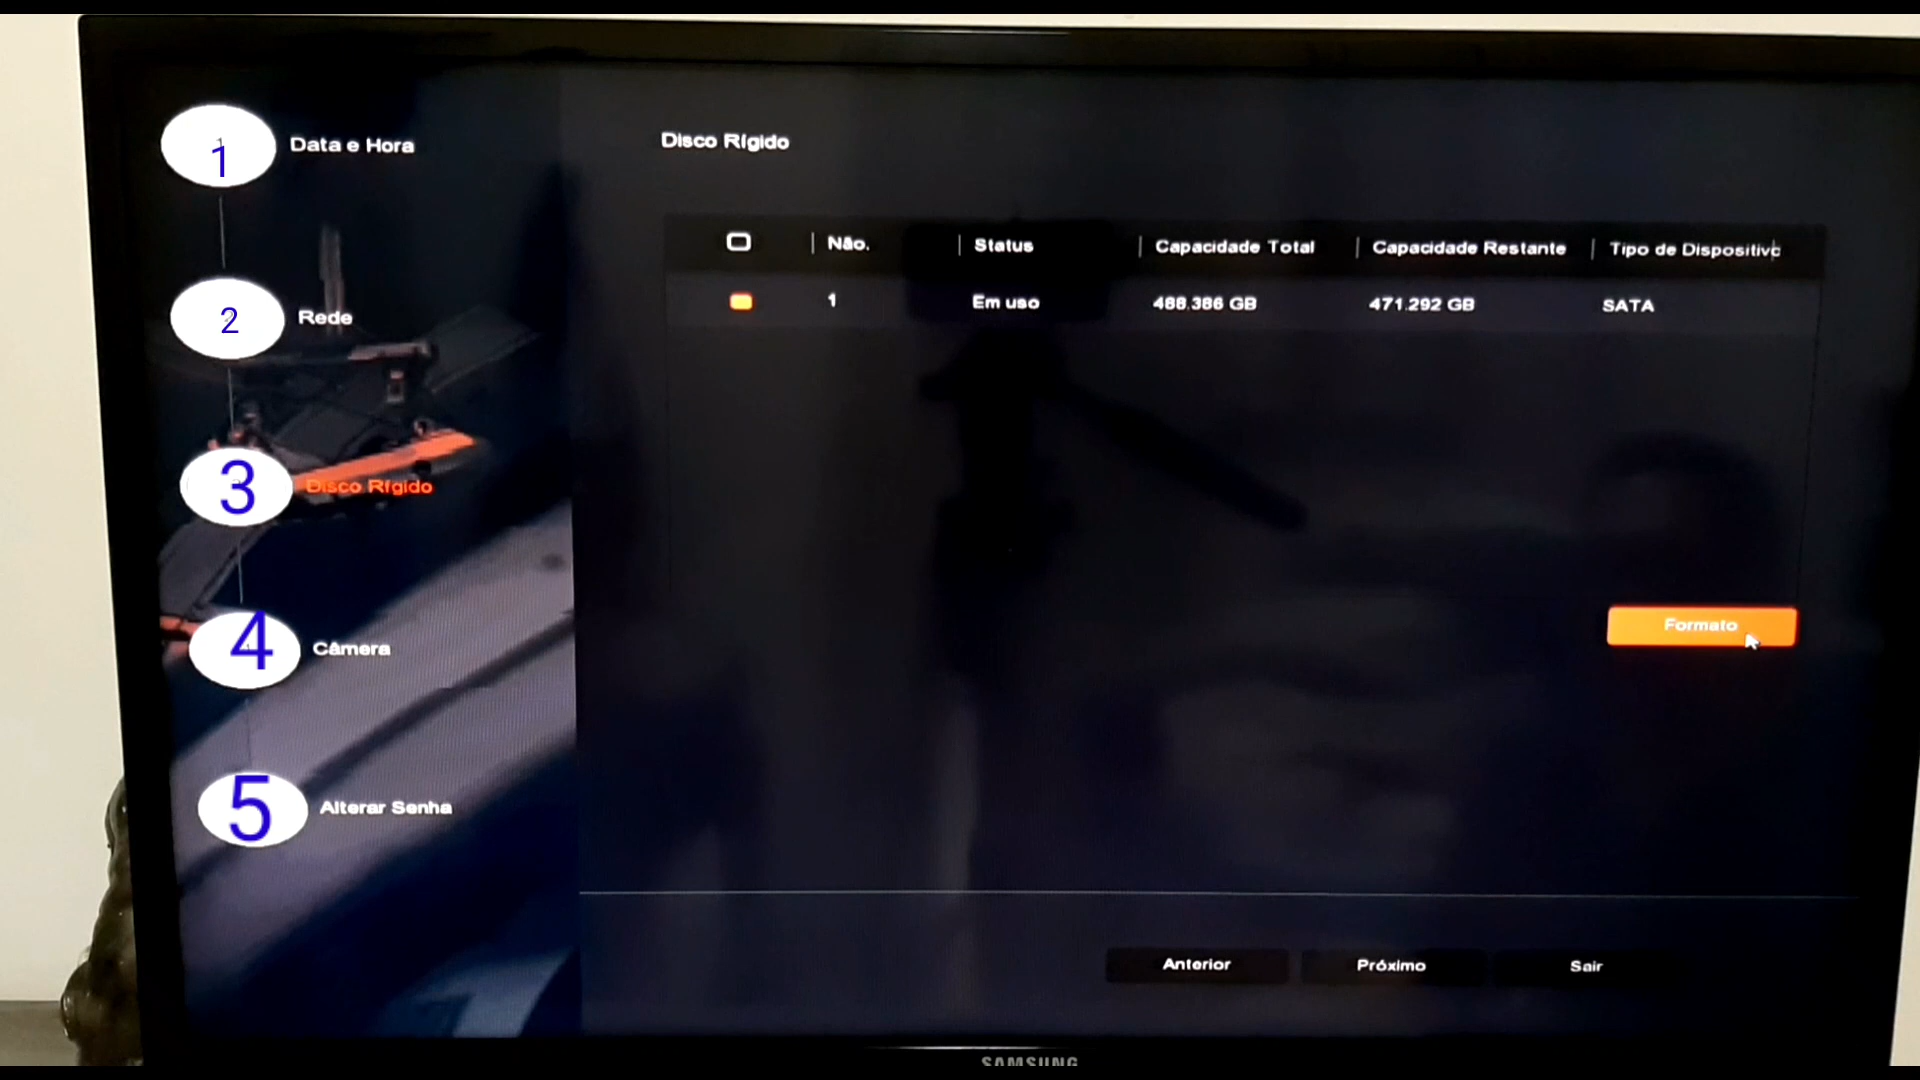 1 Data e Hora
2 Rede
3 Disco Rígido
4 Câmera
5 Alterar Senha
Disco Rígido
Não. Status Capacidade Total Capacidade Restante Tipo de Dispositivo
1 Em uso 488.386 GB 471.292 GB SATA
Formato
Anterior Próximo Sair
SAMSUNG